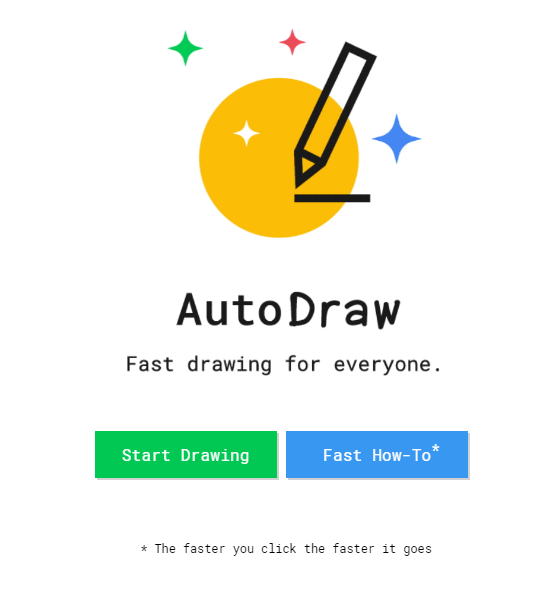 AutoDraw
Fast drawing for everyone.
Start Drawing
Fast How-To*
* The faster you click the faster it goes